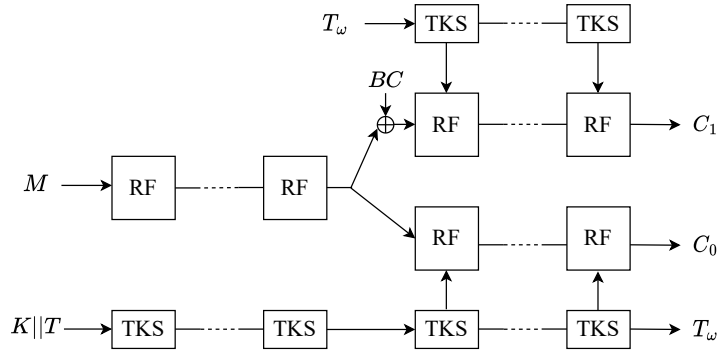 T_ω TKS TKS
BC
RF RF C_1
M RF RF
RF RF C_0
K||T TKS TKS TKS TKS T_ω